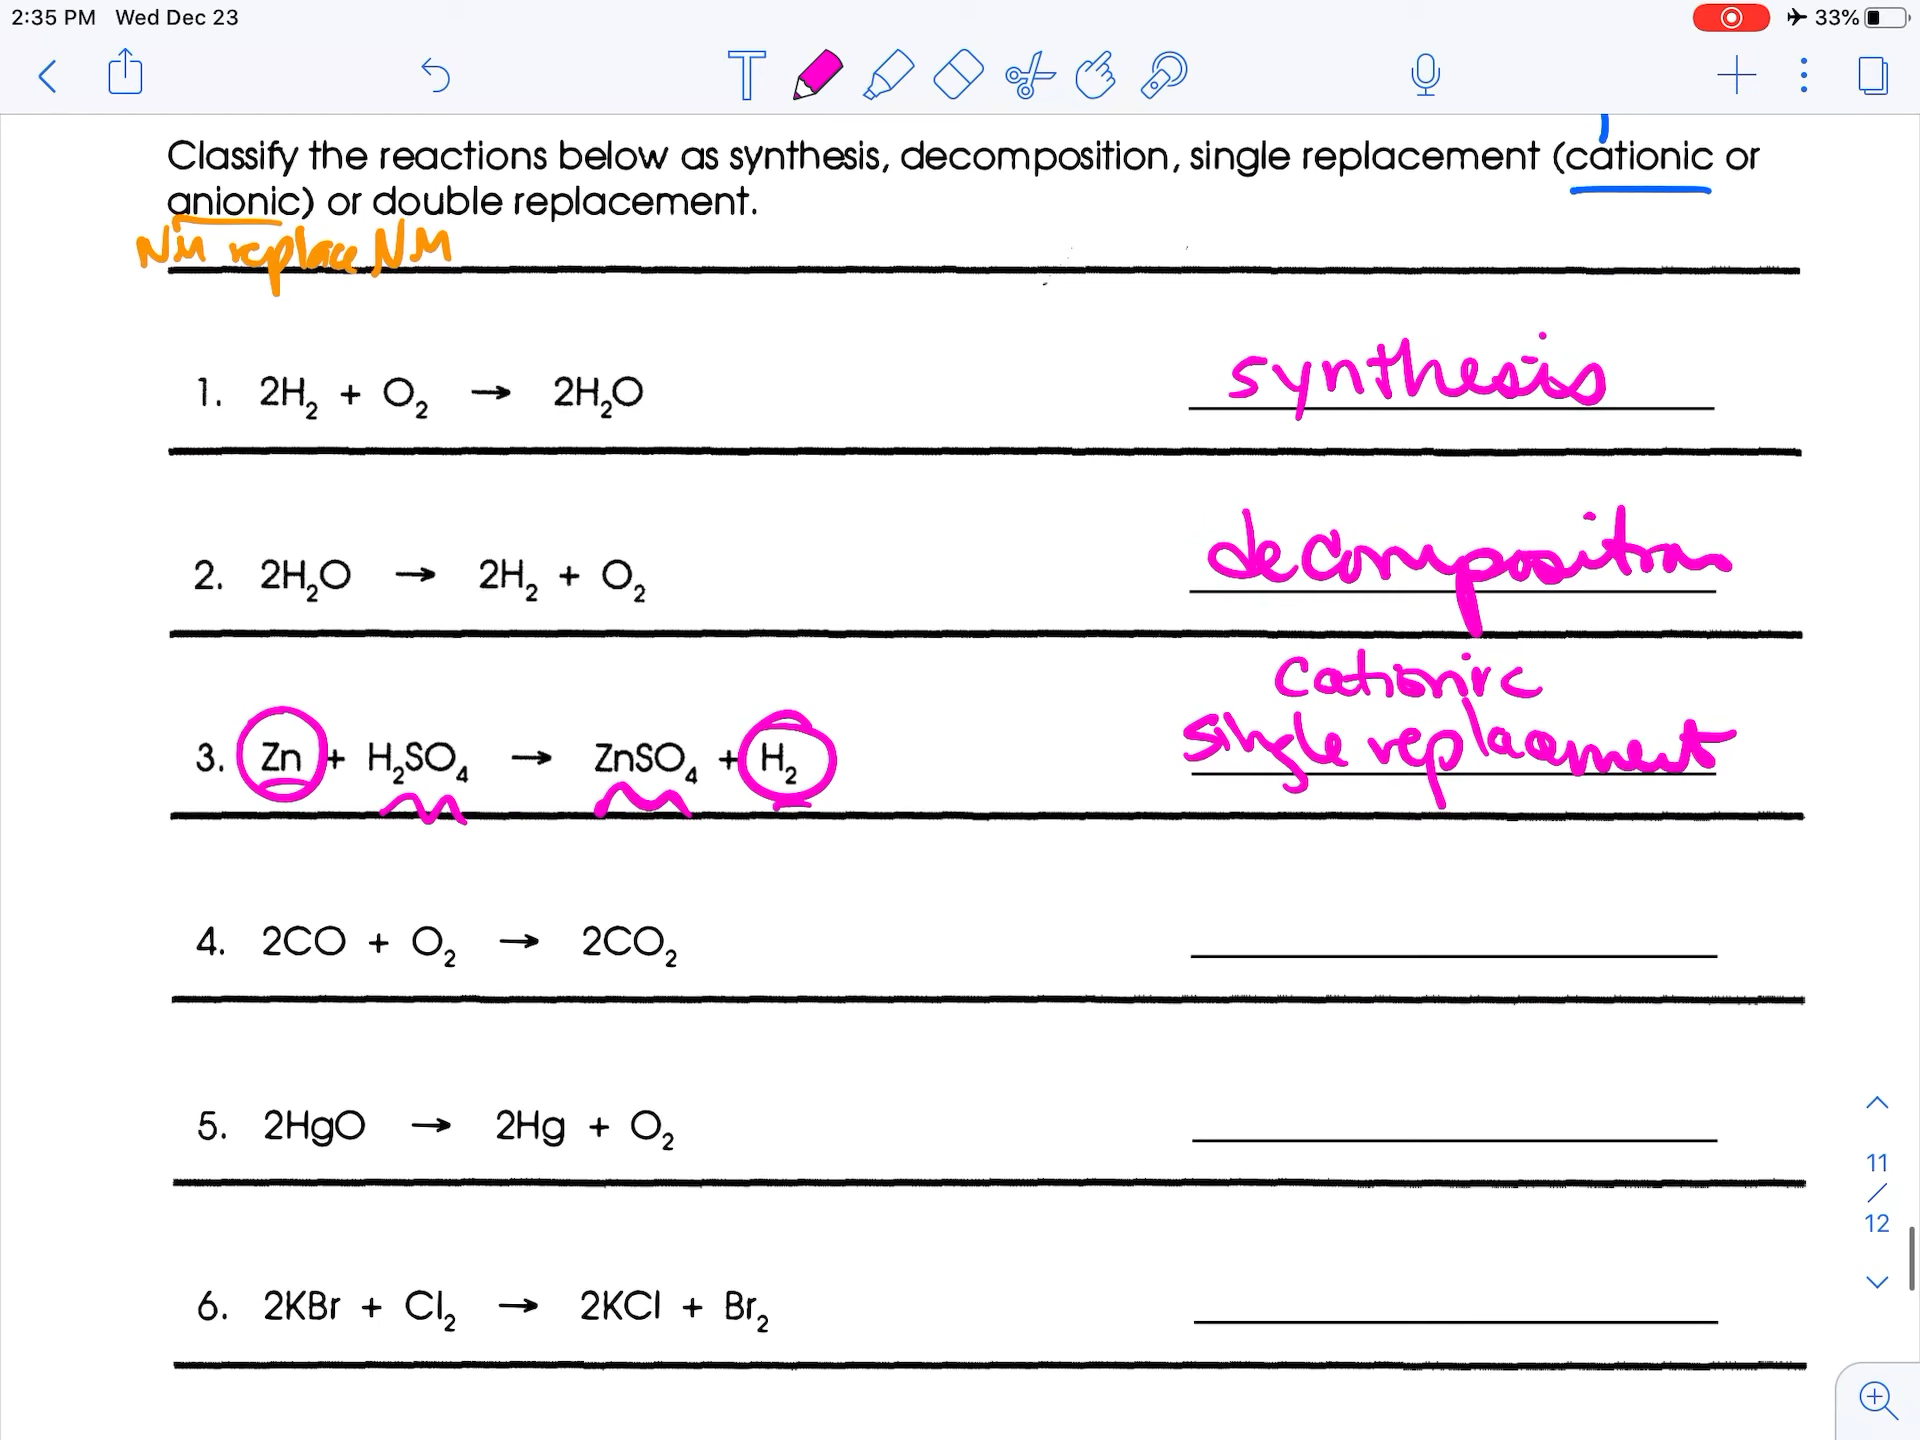 2:35 PM Wed Dec 23
33%
T
Classify the reactions below as synthesis, decomposition, single replacement (cationic or
anionic) or double replacement.
NM replace NM
1. 2H₂ + O₂ → 2H₂O synthesis
2. 2H₂O → 2H₂ + O₂ decomposition
cationic
3. Zn + H₂SO₄ → ZnSO₄ + H₂ single replacement
4. 2CO + O₂ → 2CO₂
5. 2HgO → 2Hg + O₂
11
/
12
6. 2KBr + Cl₂ → 2KCl + Br₂